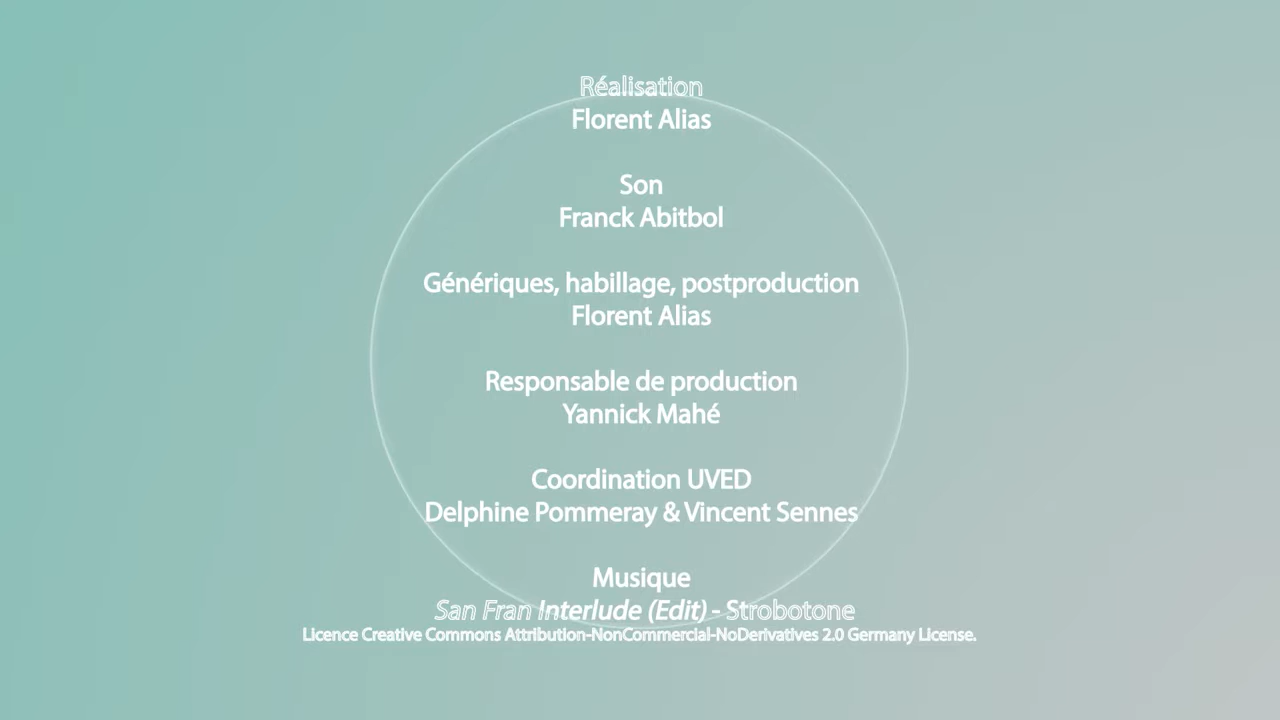 Réalisation
Florent Alias
Son
Franck Abitbol
Génériques, habillage, postproduction
Florent Alias
Responsable de production
Yannick Mahé
Coordination UVED
Delphine Pommeray & Vincent Sennes
Musique
San Fran Interlude (Edit) - Strobotone
Licence Creative Commons Attribution-NonCommercial-NoDerivatives 2.0 Germany License.